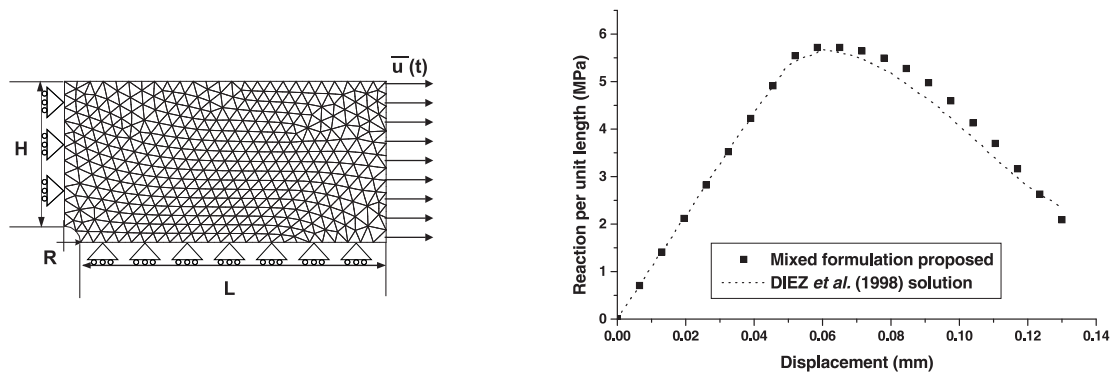 u (t)
H
R
L
Reaction per unit length (MPa)
7
6
5
4
3
2
1
0
Mixed formulation proposed
DIEZ et al. (1998) solution
0.00 0.02 0.04 0.06 0.08 0.10 0.12 0.14
Displacement (mm)